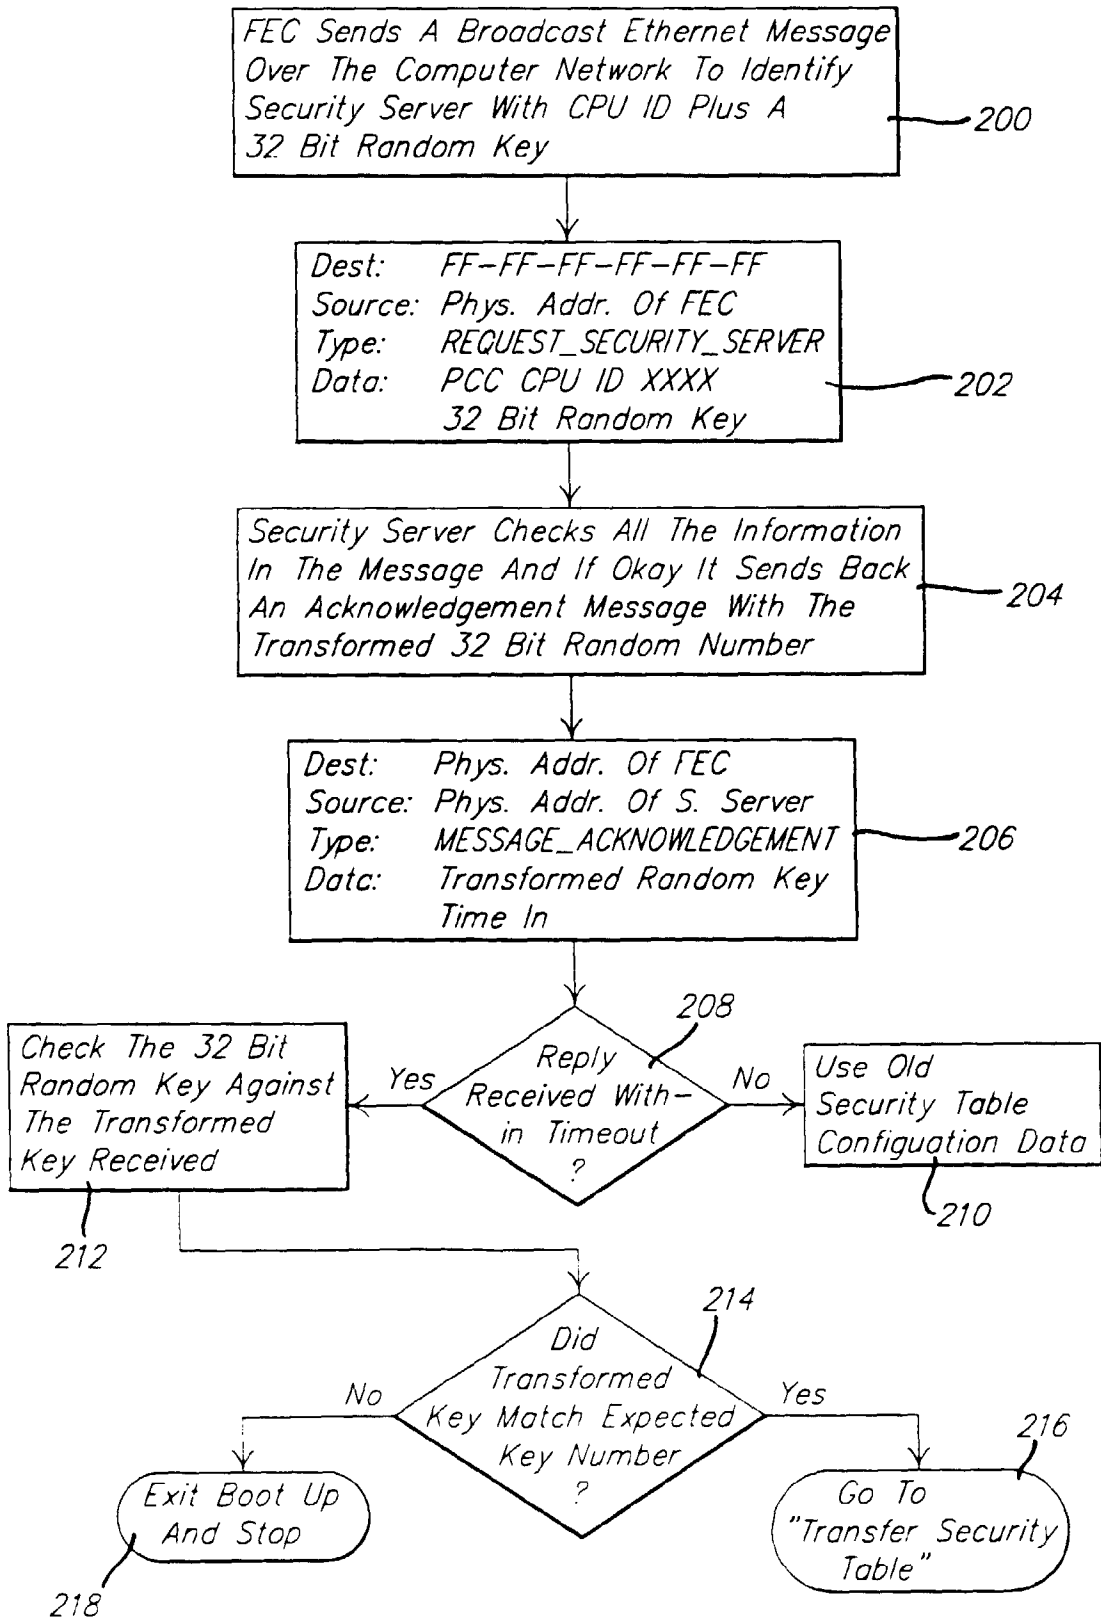 FEC Sends A Broadcast Ethernet Message
Over The Computer Network To Identify
Security Server With CPU ID Plus A
32 Bit Random Key
200
Dest: FF-FF-FF-FF-FF-FF
Source: Phys. Addr. Of FEC
Type: REQUEST_SECURITY_SERVER
Data: PCC CPU ID XXXX
32 Bit Random Key
202
Security Server Checks All The Information
In The Message And If Okay It Sends Back
An Acknowledgement Message With The
Transformed 32 Bit Random Number
204
Dest: Phys. Addr. Of FEC
Source: Phys. Addr. Of S. Server
Type: MESSAGE_ACKNOWLEDGEMENT
Data: Transformed Random Key
Time In
206
208
Reply
Received With-
in Timeout
?
Yes
No
Check The 32 Bit
Random Key Against
The Transformed
Key Received
212
Use Old
Security Table
Configuation Data
210
214
Did
Transformed
Key Match Expected
Key Number
?
No
Yes
Exit Boot Up
And Stop
218
216
Go To
"Transfer Security
Table"